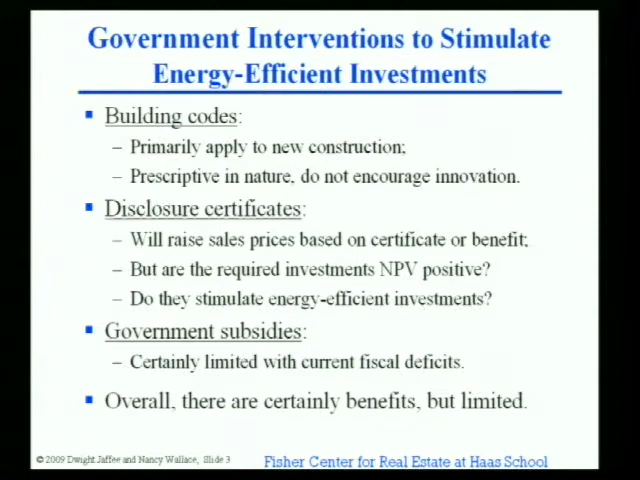 Government Interventions to Stimulate
Energy-Efficient Investments
▪ Building codes:
– Primarily apply to new construction;
– Prescriptive in nature, do not encourage innovation.
▪ Disclosure certificates:
– Will raise sales prices based on certificate or benefit;
– But are the required investments NPV positive?
– Do they stimulate energy-efficient investments?
▪ Government subsidies:
– Certainly limited with current fiscal deficits.
▪ Overall, there are certainly benefits, but limited.
© 2009 Dwight Jaffee and Nancy Wallace, Slide 3
Fisher Center for Real Estate at Haas School